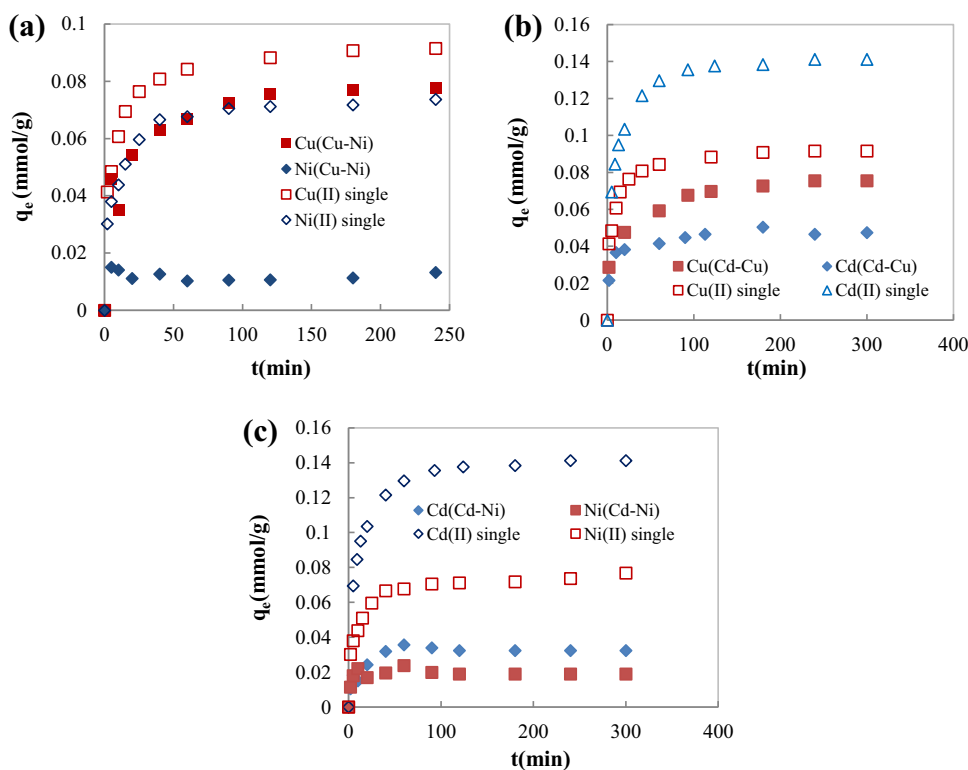 (a)
q_e (mmol/g)
0.1
0.08
0.06
0.04
0.02
0
Cu(Cu-Ni)
Ni(Cu-Ni)
Cu(II) single
Ni(II) single
0 50 100 150 200 250
t(min)
(b)
q_e (mmol/g)
0.16
0.14
0.12
0.1
0.08
0.06
0.04
0.02
0
Cu(Cd-Cu) Cd(Cd-Cu)
Cu(II) single Cd(II) single
0 100 200 300 400
t(min)
(c)
q_e(mmol/g)
0.16
0.14
0.12
0.1
0.08
0.06
0.04
0.02
0
Cd(Cd-Ni) Ni(Cd-Ni)
Cd(II) single Ni(II) single
0 100 200 300 400
t(min)